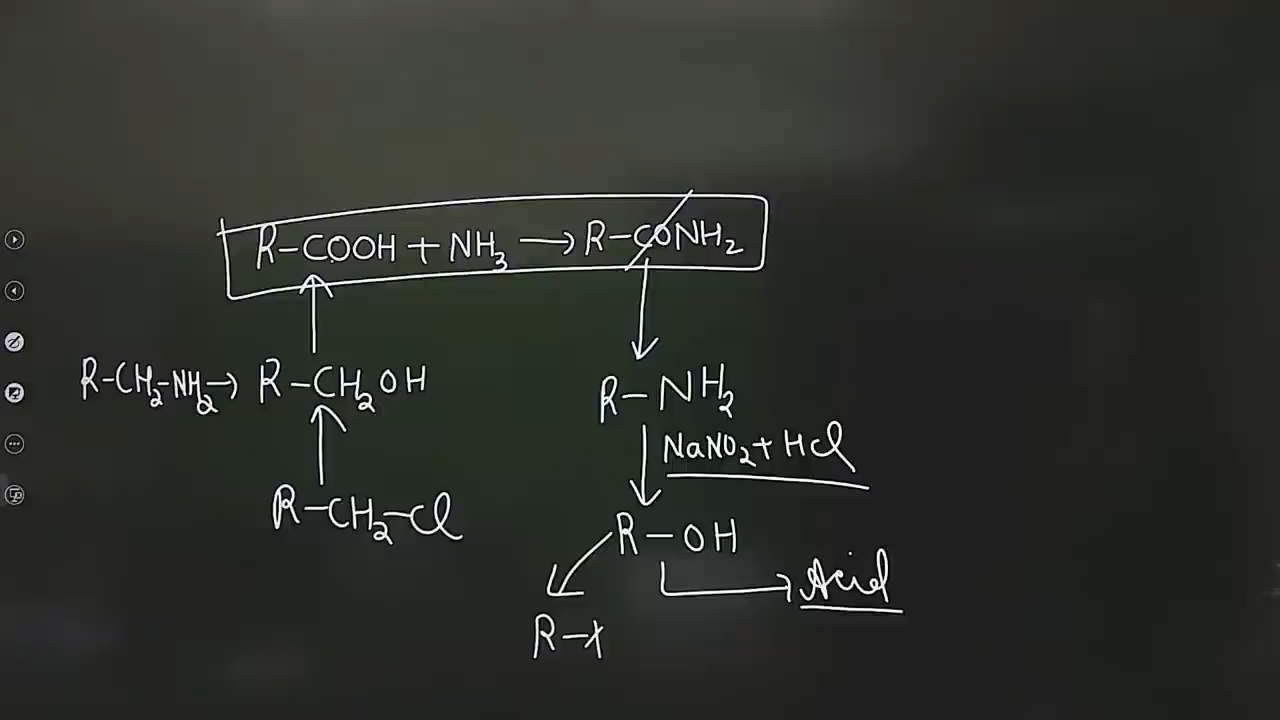 R-COOH + NH3 → R-CONH2
R-CH2-NH2 → R-CH2OH
R-NH2
NaNO2 + HCl
R-CH2-Cl
R-OH
Acid
R-X